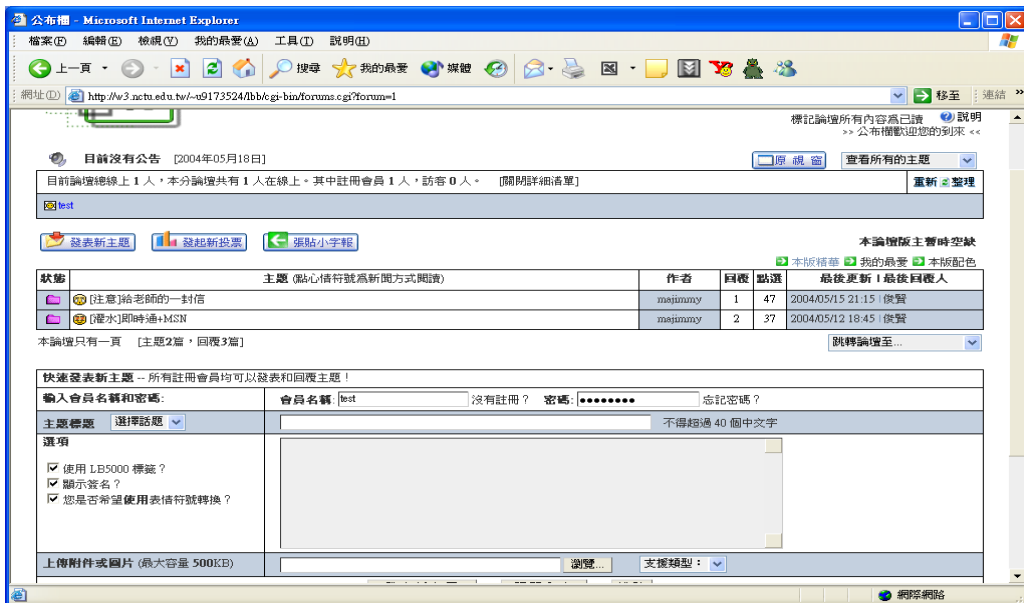 公布欄 - Microsoft Internet Explorer
檔案(F) 編輯(E) 檢視(V) 我的最愛(A) 工具(T) 說明(H)
上一頁 搜尋 我的最愛 媒體
網址(D) http://w3.nctu.edu.tw/~u9173524/lbb/cgi-bin/forums.cgi?forum=1 移至 連結 »
標記論壇所有內容為已讀 說明
>> 公布欄歡迎您的到來 <<
目前沒有公告 [2004年05月18日] 原 視 窗 查看所有的主題
目前論壇總線上 1 人，本分論壇共有 1 人在線上。其中註冊會員 1 人，訪客 0 人。 [關閉詳細清單] 重新整理
test
發表新主題 發起新投票 張貼小字報 本論壇版主暫時空缺
本版精華 我的最愛 本版配色
狀態 主題 (點心情符號為新聞方式閱讀) 作者 回覆 點選 最後更新 | 最後回覆人
[注意]給老師的一封信 majimmy 1 47 2004/05/15 21:15 | 俊賢
[灌水]即時通+MSN majimmy 2 37 2004/05/12 18:45 | 俊賢
本論壇只有一頁 [主題2篇，回覆3篇] 跳轉論壇至...
快速發表新主題 -- 所有註冊會員均可以發表和回覆主題！
輸入會員名稱和密碼: 會員名稱: test 沒有註冊？ 密碼: ●●●●●●●● 忘記密碼？
主題標題 選擇話題 不得超過 40 個中文字
選項
使用 LB5000 標籤？
顯示簽名？
您是否希望使用表情符號轉換？
上傳附件或圖片 (最大容量 500KB) 瀏覽... 支援類型：
網際網路